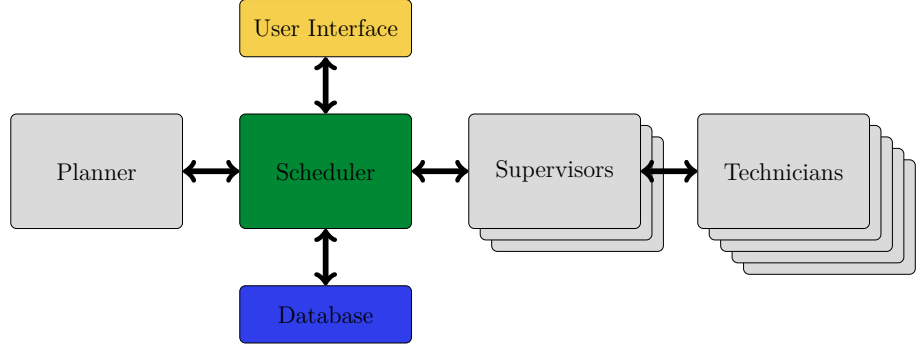 User Interface
Planner
Scheduler
Supervisors
Technicians
Database